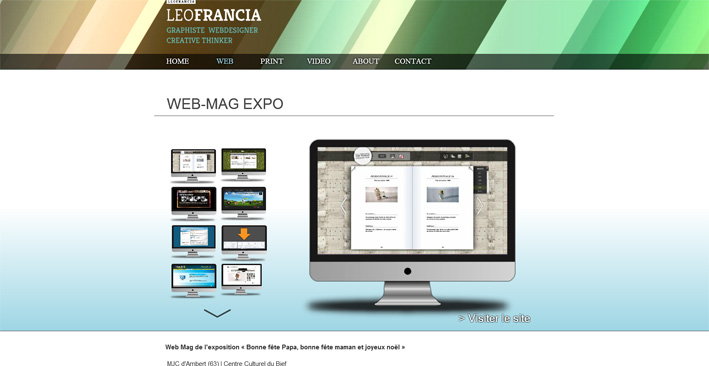 LEOFRANCIA
LEOFRANCIA
GRAPHISTE WEBDESIGNER
CREATIVE THINKER
HOME WEB PRINT VIDEO ABOUT CONTACT
WEB-MAG EXPO
> Visiter le site
Web Mag de l'exposition « Bonne fête Papa, bonne fête maman et joyeux noël »
MJC d'Ambert (63) | Centre Culturel du Bief